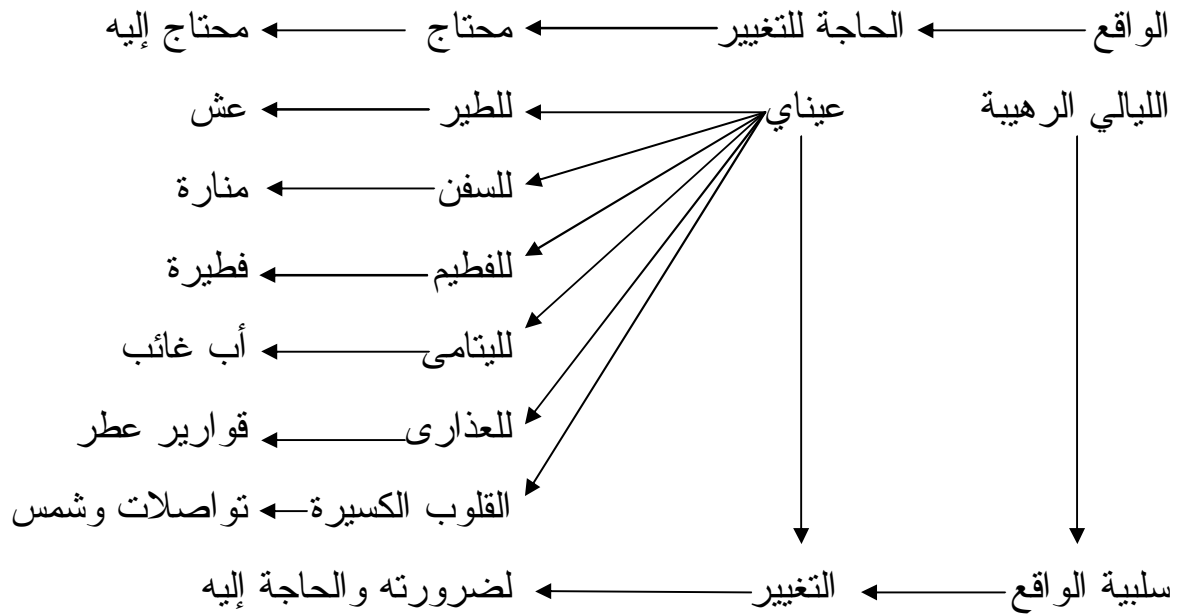 الواقع الحاجة للتغيير محتاج محتاج إليه
الليالي الرهيبة عيناي للطير عش
للسفن منارة
للفطيم فطيرة
لليتامى أب غائب
للعذارى قوارير عطر
القلوب الكسيرة تواصلات وشمس
سلبية الواقع التغيير لضرورته والحاجة إليه